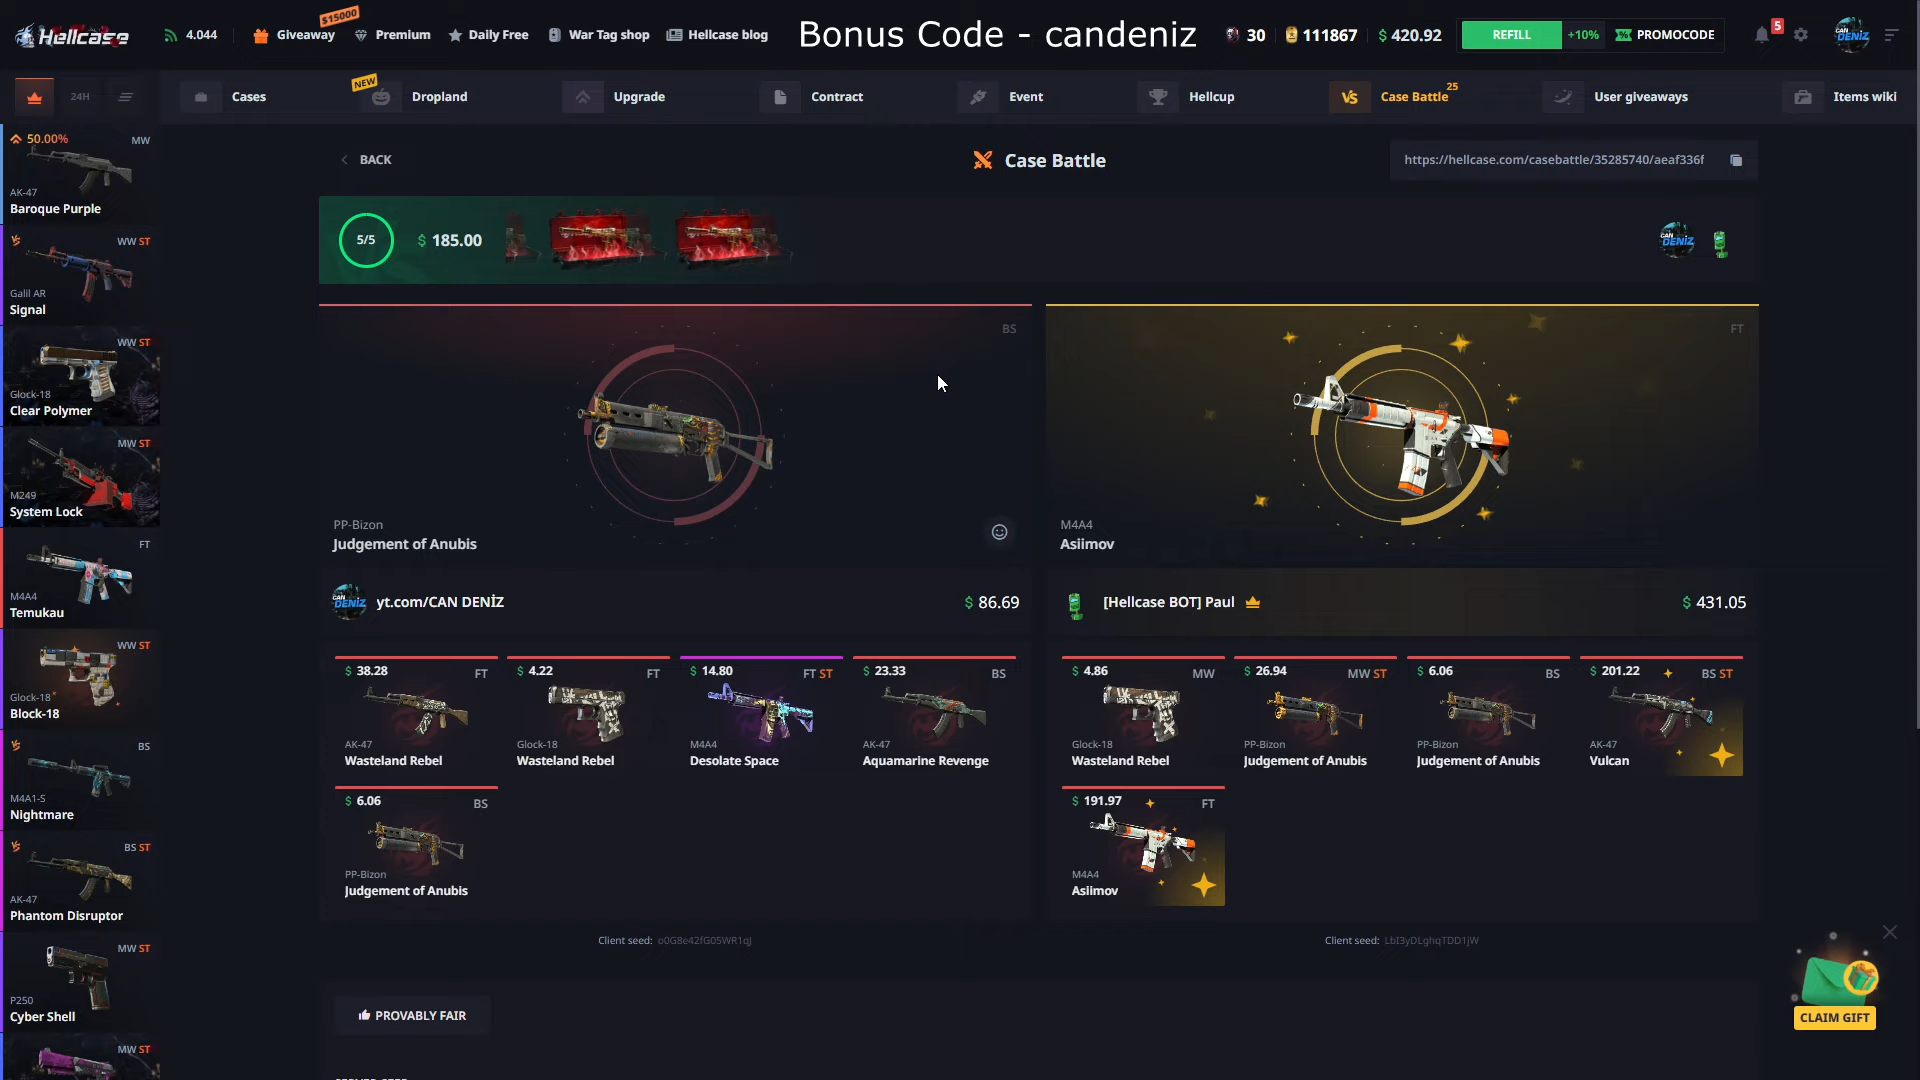 Hellcase
4.044
$15000
Giveaway
Premium
Daily Free
War Tag shop
Hellcase blog
Bonus Code - candeniz
30
111867
$ 420.92
REFILL
+10%
PROMOCODE
5
CAN DENİZ
24H
Cases
NEW
Dropland
Upgrade
Contract
Event
Hellcup
VS
Case Battle
25
User giveaways
Items wiki
50.00%
MW
AK-47
Baroque Purple
WW ST
Galil AR
Signal
WW ST
Glock-18
Clear Polymer
MW ST
M249
System Lock
FT
M4A4
Temukau
WW ST
Glock-18
Block-18
BS
M4A1-S
Nightmare
BS ST
AK-47
Phantom Disruptor
MW ST
P250
Cyber Shell
MW ST
BACK
Case Battle
https://hellcase.com/casebattle/35285740/aeaf336f
5/5
$ 185.00
CAN DENİZ
BS
PP-Bizon
Judgement of Anubis
FT
M4A4
Asiimov
CAN DENİZ
yt.com/CAN DENİZ
$ 86.69
[Hellcase BOT] Paul
$ 431.05
$ 38.28
FT
AK-47
Wasteland Rebel
$ 4.22
FT
Glock-18
Wasteland Rebel
$ 14.80
FT ST
M4A4
Desolate Space
$ 23.33
BS
AK-47
Aquamarine Revenge
$ 6.06
BS
PP-Bizon
Judgement of Anubis
$ 4.86
MW
Glock-18
Wasteland Rebel
$ 26.94
MW ST
PP-Bizon
Judgement of Anubis
$ 6.06
BS
PP-Bizon
Judgement of Anubis
$ 201.22
BS ST
AK-47
Vulcan
$ 191.97
FT
M4A4
Asiimov
Client seed: o0G8e42fG05WR1qJ
Client seed: LbI3yDLghqTDD1jW
PROVABLY FAIR
CLAIM GIFT